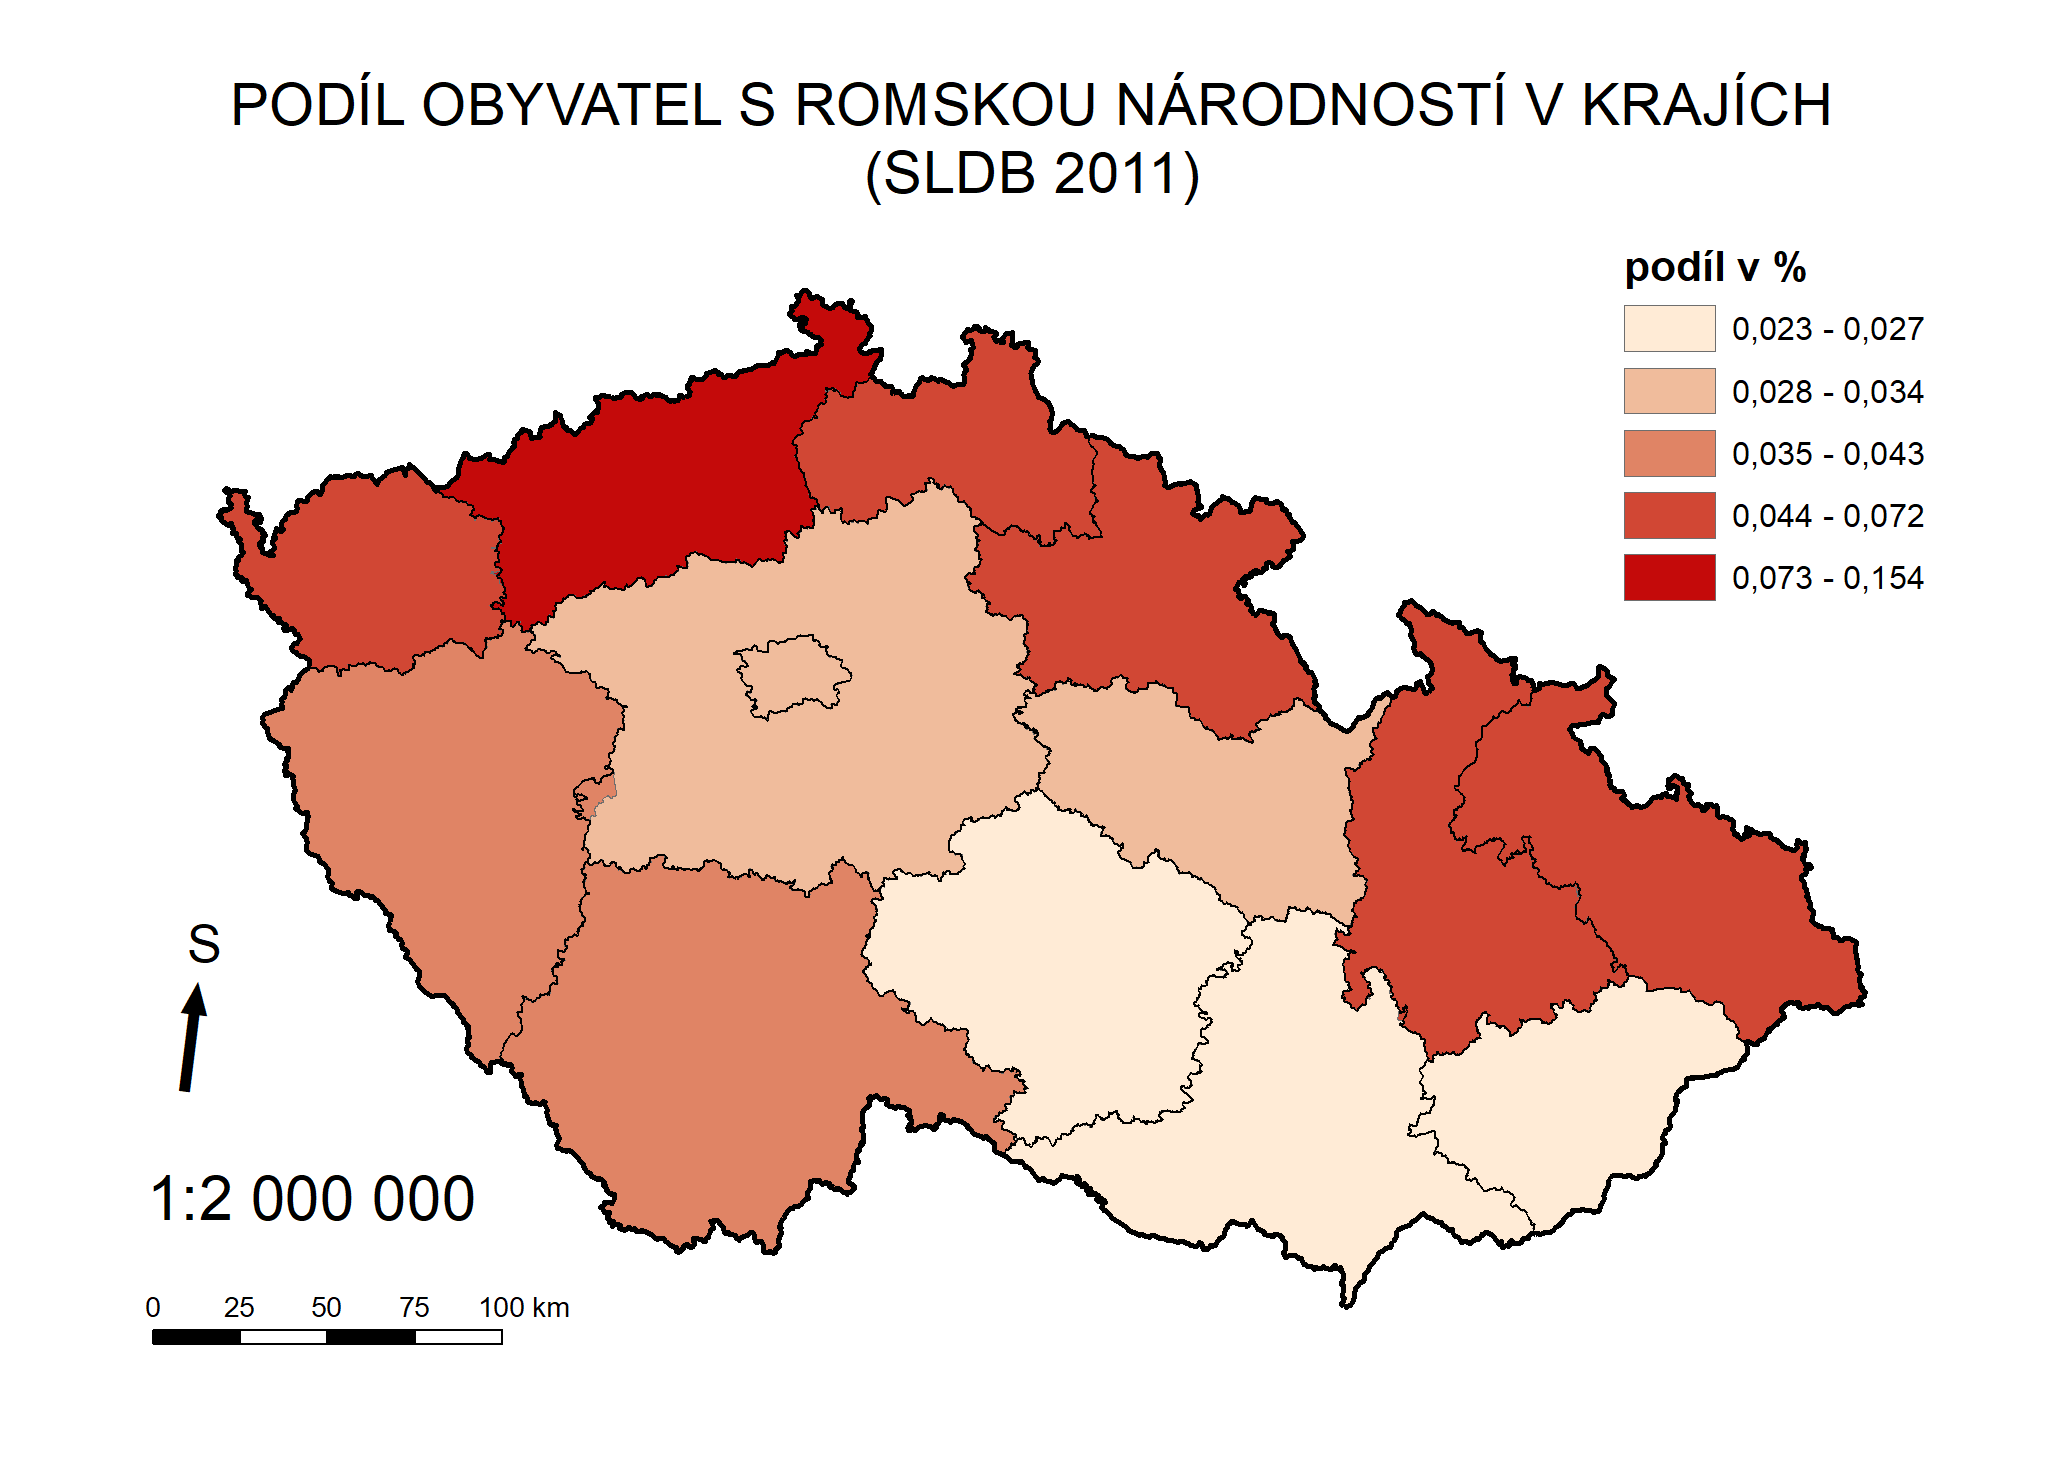 PODÍL OBYVATEL S ROMSKOU NÁRODNOSTÍ V KRAJÍCH
(SLDB 2011)
podíl v %
0,023 - 0,027
0,028 - 0,034
0,035 - 0,043
0,044 - 0,072
0,073 - 0,154
S
1:2 000 000
0 25 50 75 100 km